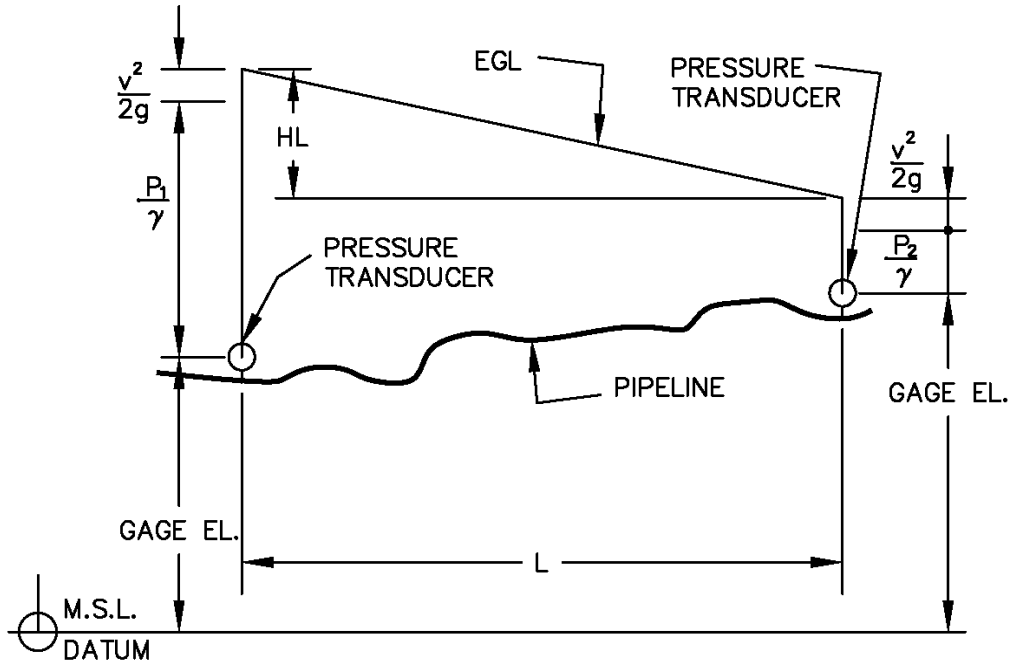 v²
2g
P₁
γ
HL
EGL
PRESSURE
TRANSDUCER
v²
2g
P₂
γ
PRESSURE
TRANSDUCER
PIPELINE
GAGE EL.
GAGE EL.
L
M.S.L.
DATUM